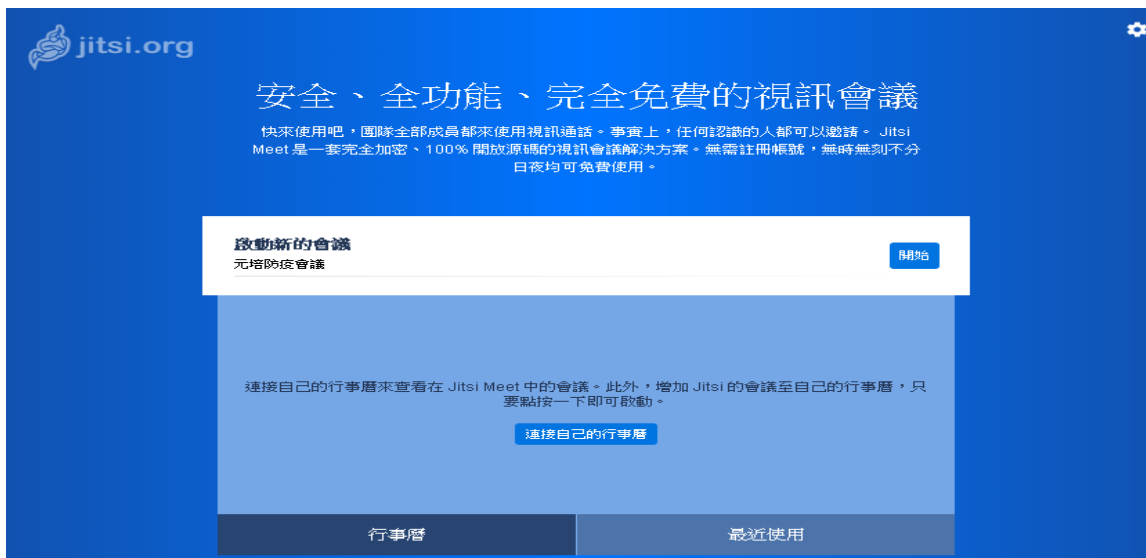 jitsi.org
安全、全功能、完全免費的視訊會議
快來使用吧，團隊全部成員都來使用視訊通話。事實上，任何認識的人都可以邀請。 Jitsi
Meet 是一套完全加密、100% 開放源碼的視訊會議解決方案。無需註冊帳號，無時無刻不分
日夜均可免費使用。
啟動新的會議
元培防疫會議
開始
連接自己的行事曆來查看在 Jitsi Meet 中的會議。此外，增加 Jitsi 的會議至自己的行事曆，只
要點按一下即可啟動。
連接自己的行事曆
行事曆
最近使用